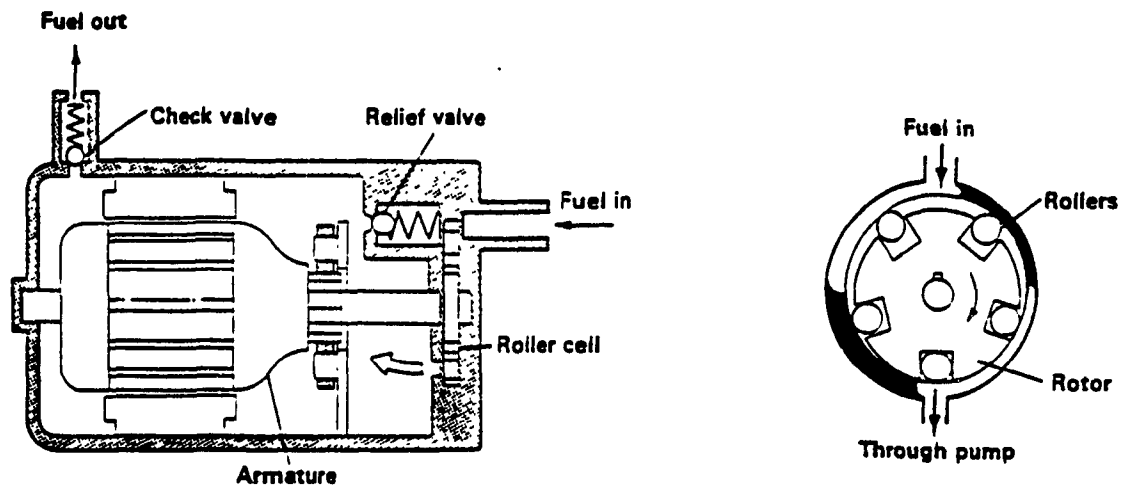 Fuel out
Check valve
Relief valve
Fuel in
Roller cell
Armature
Fuel in
Rollers
Rotor
Through pump